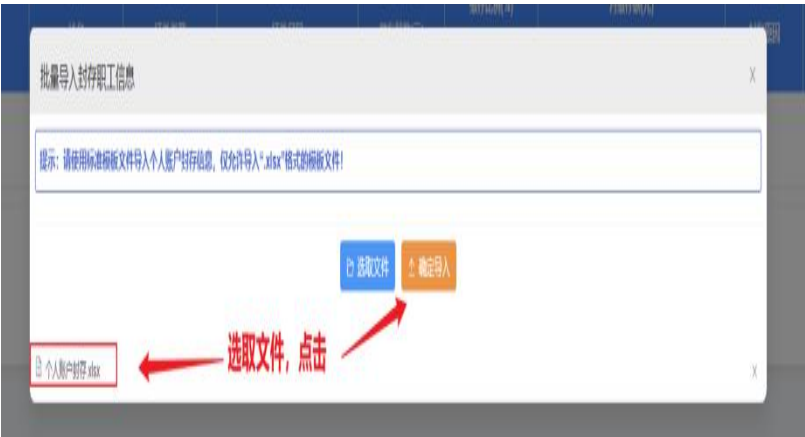 批量导入封存职工信息
X
提示：请使用标准模版文件导入个人账户封存信息，仅允许导入“.xlsx”格式的模版文件！
选取文件
确定导入
选取文件，点击
个人账户封存.xlsx
X